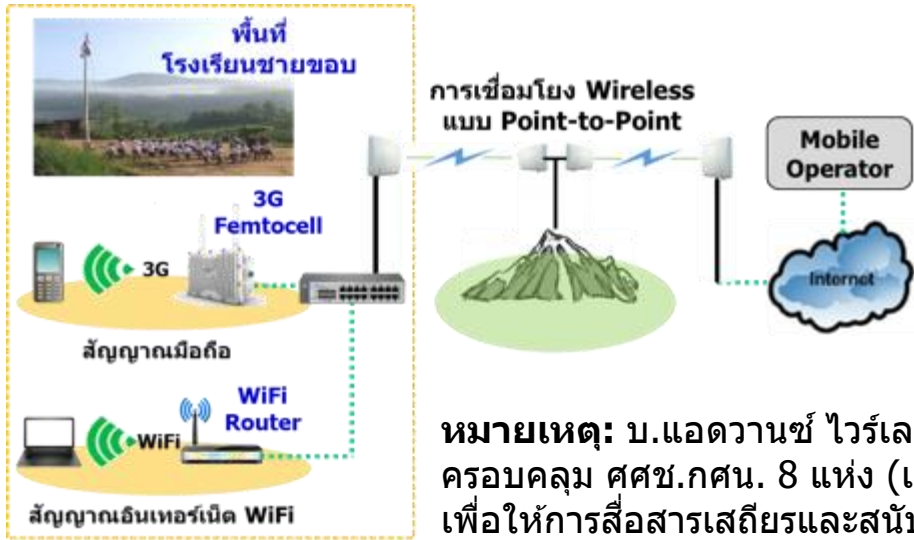 พื้นที่
โรงเรียนชายขอบ
การเชื่อมโยง Wireless
แบบ Point-to-Point
Mobile
Operator
3G
Femtocell
3G
Internet
สัญญาณมือถือ
WiFi
Router
WiFi
สัญญาณอินเทอร์เน็ต WiFi
หมายเหตุ: บ.แอดวานซ์ ไวร์เล
ครอบคลุม ศศช.กศน. 8 แห่ง (
เพื่อให้การสื่อสารเสถียรและสนับ